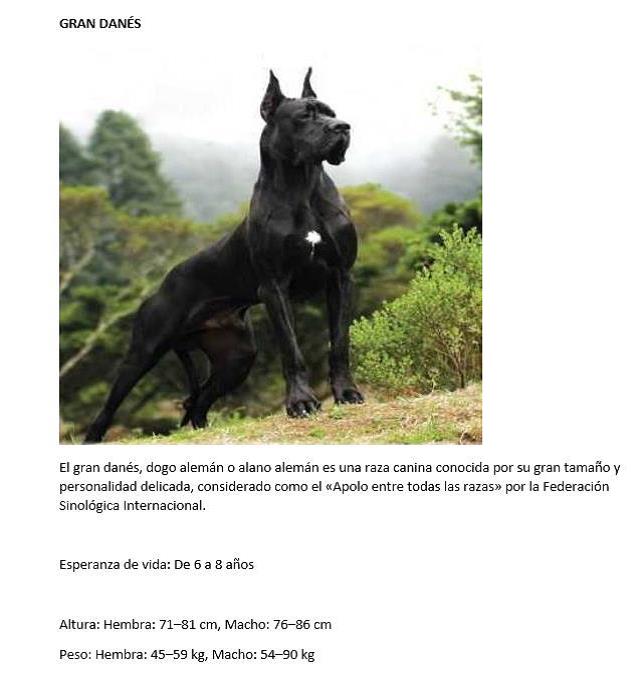 GRAN DANÉS
El gran danés, dogo alemán o alano alemán es una raza canina conocida por su gran tamaño y
personalidad delicada, considerado como el «Apolo entre todas las razas» por la Federación
Sinológica Internacional.
Esperanza de vida: De 6 a 8 años
Altura: Hembra: 71–81 cm, Macho: 76–86 cm
Peso: Hembra: 45–59 kg, Macho: 54–90 kg